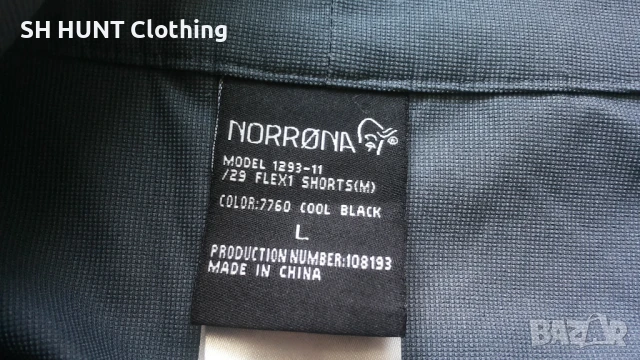 SH HUNT Clothing
NORRØNA ®
MODEL 1293-11
/29 FLEX1 SHORTS(M)
COLOR:7760 COOL BLACK
L
PRODUCTION NUMBER:108193
MADE IN CHINA
BAZAR